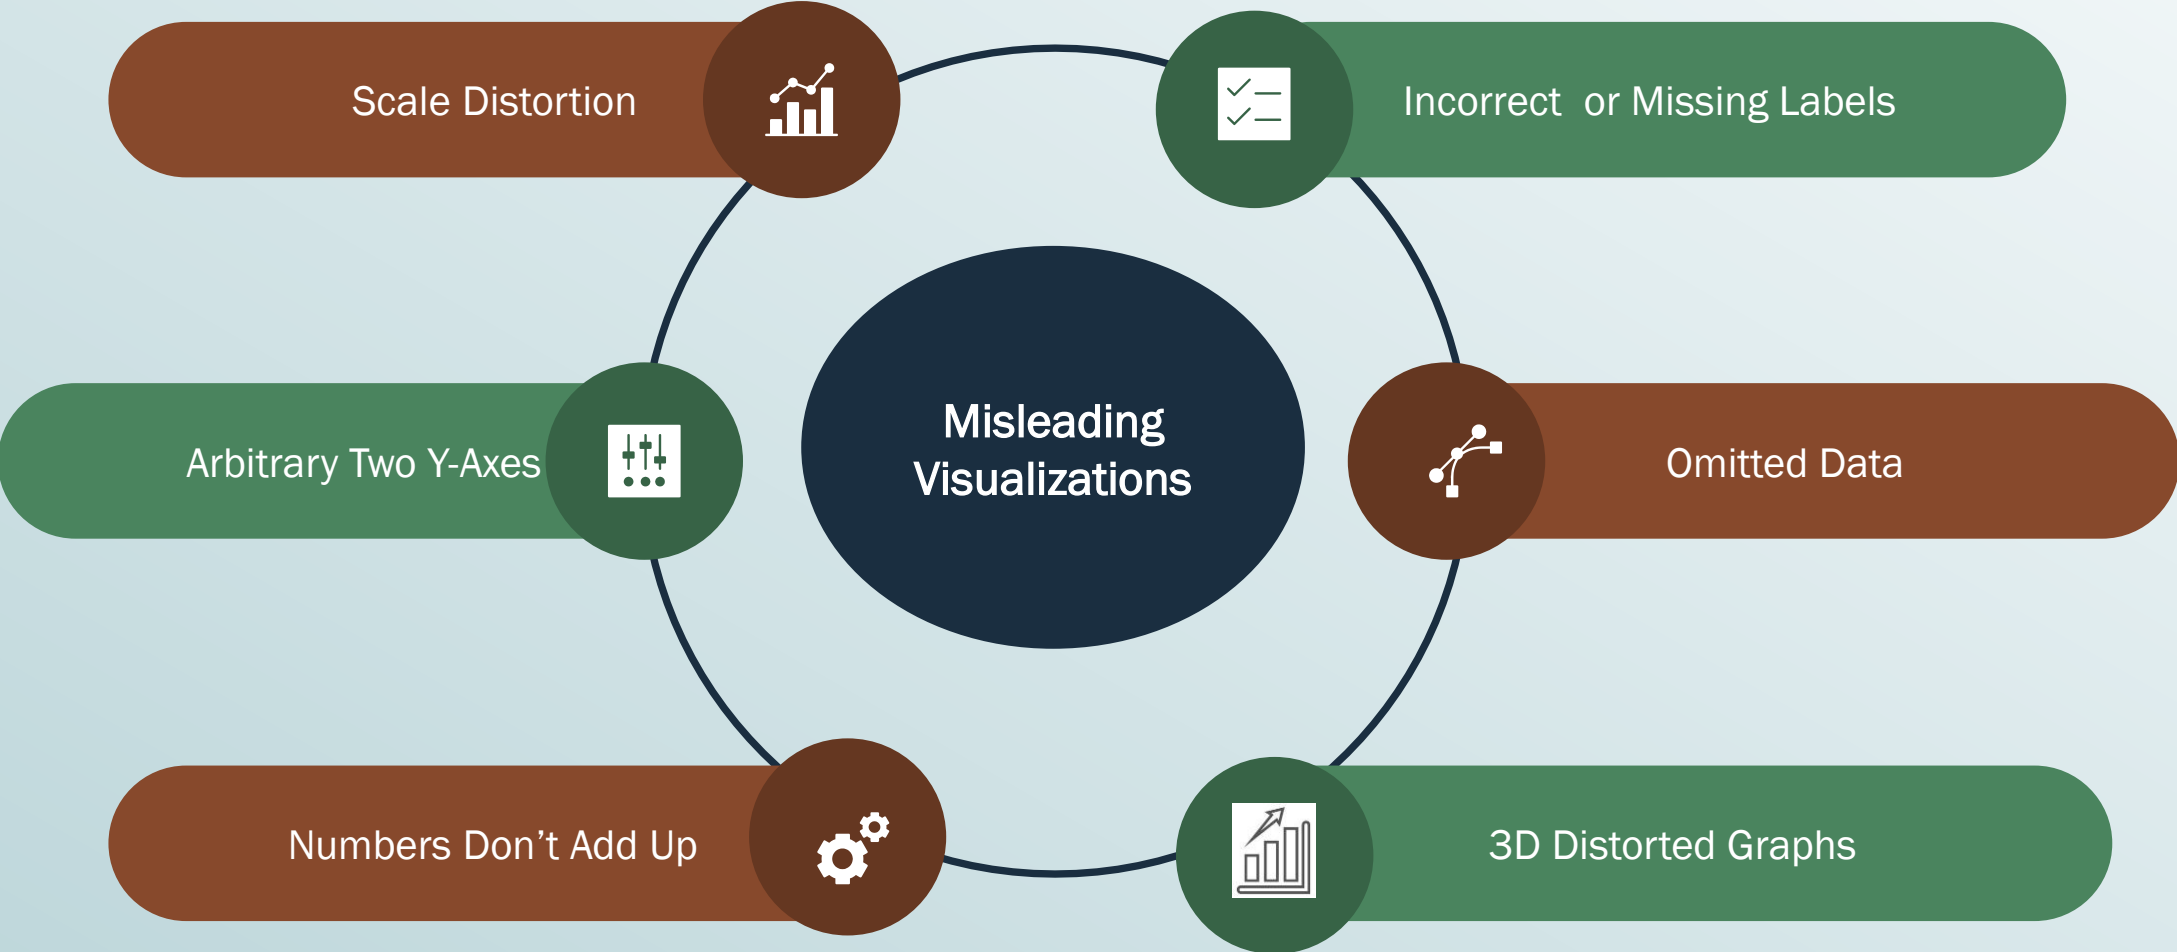 Scale Distortion
Incorrect  or Missing Labels
Misleading
Visualizations
Arbitrary Two Y-Axes
Omitted Data
Numbers Don’t Add Up
3D Distorted Graphs